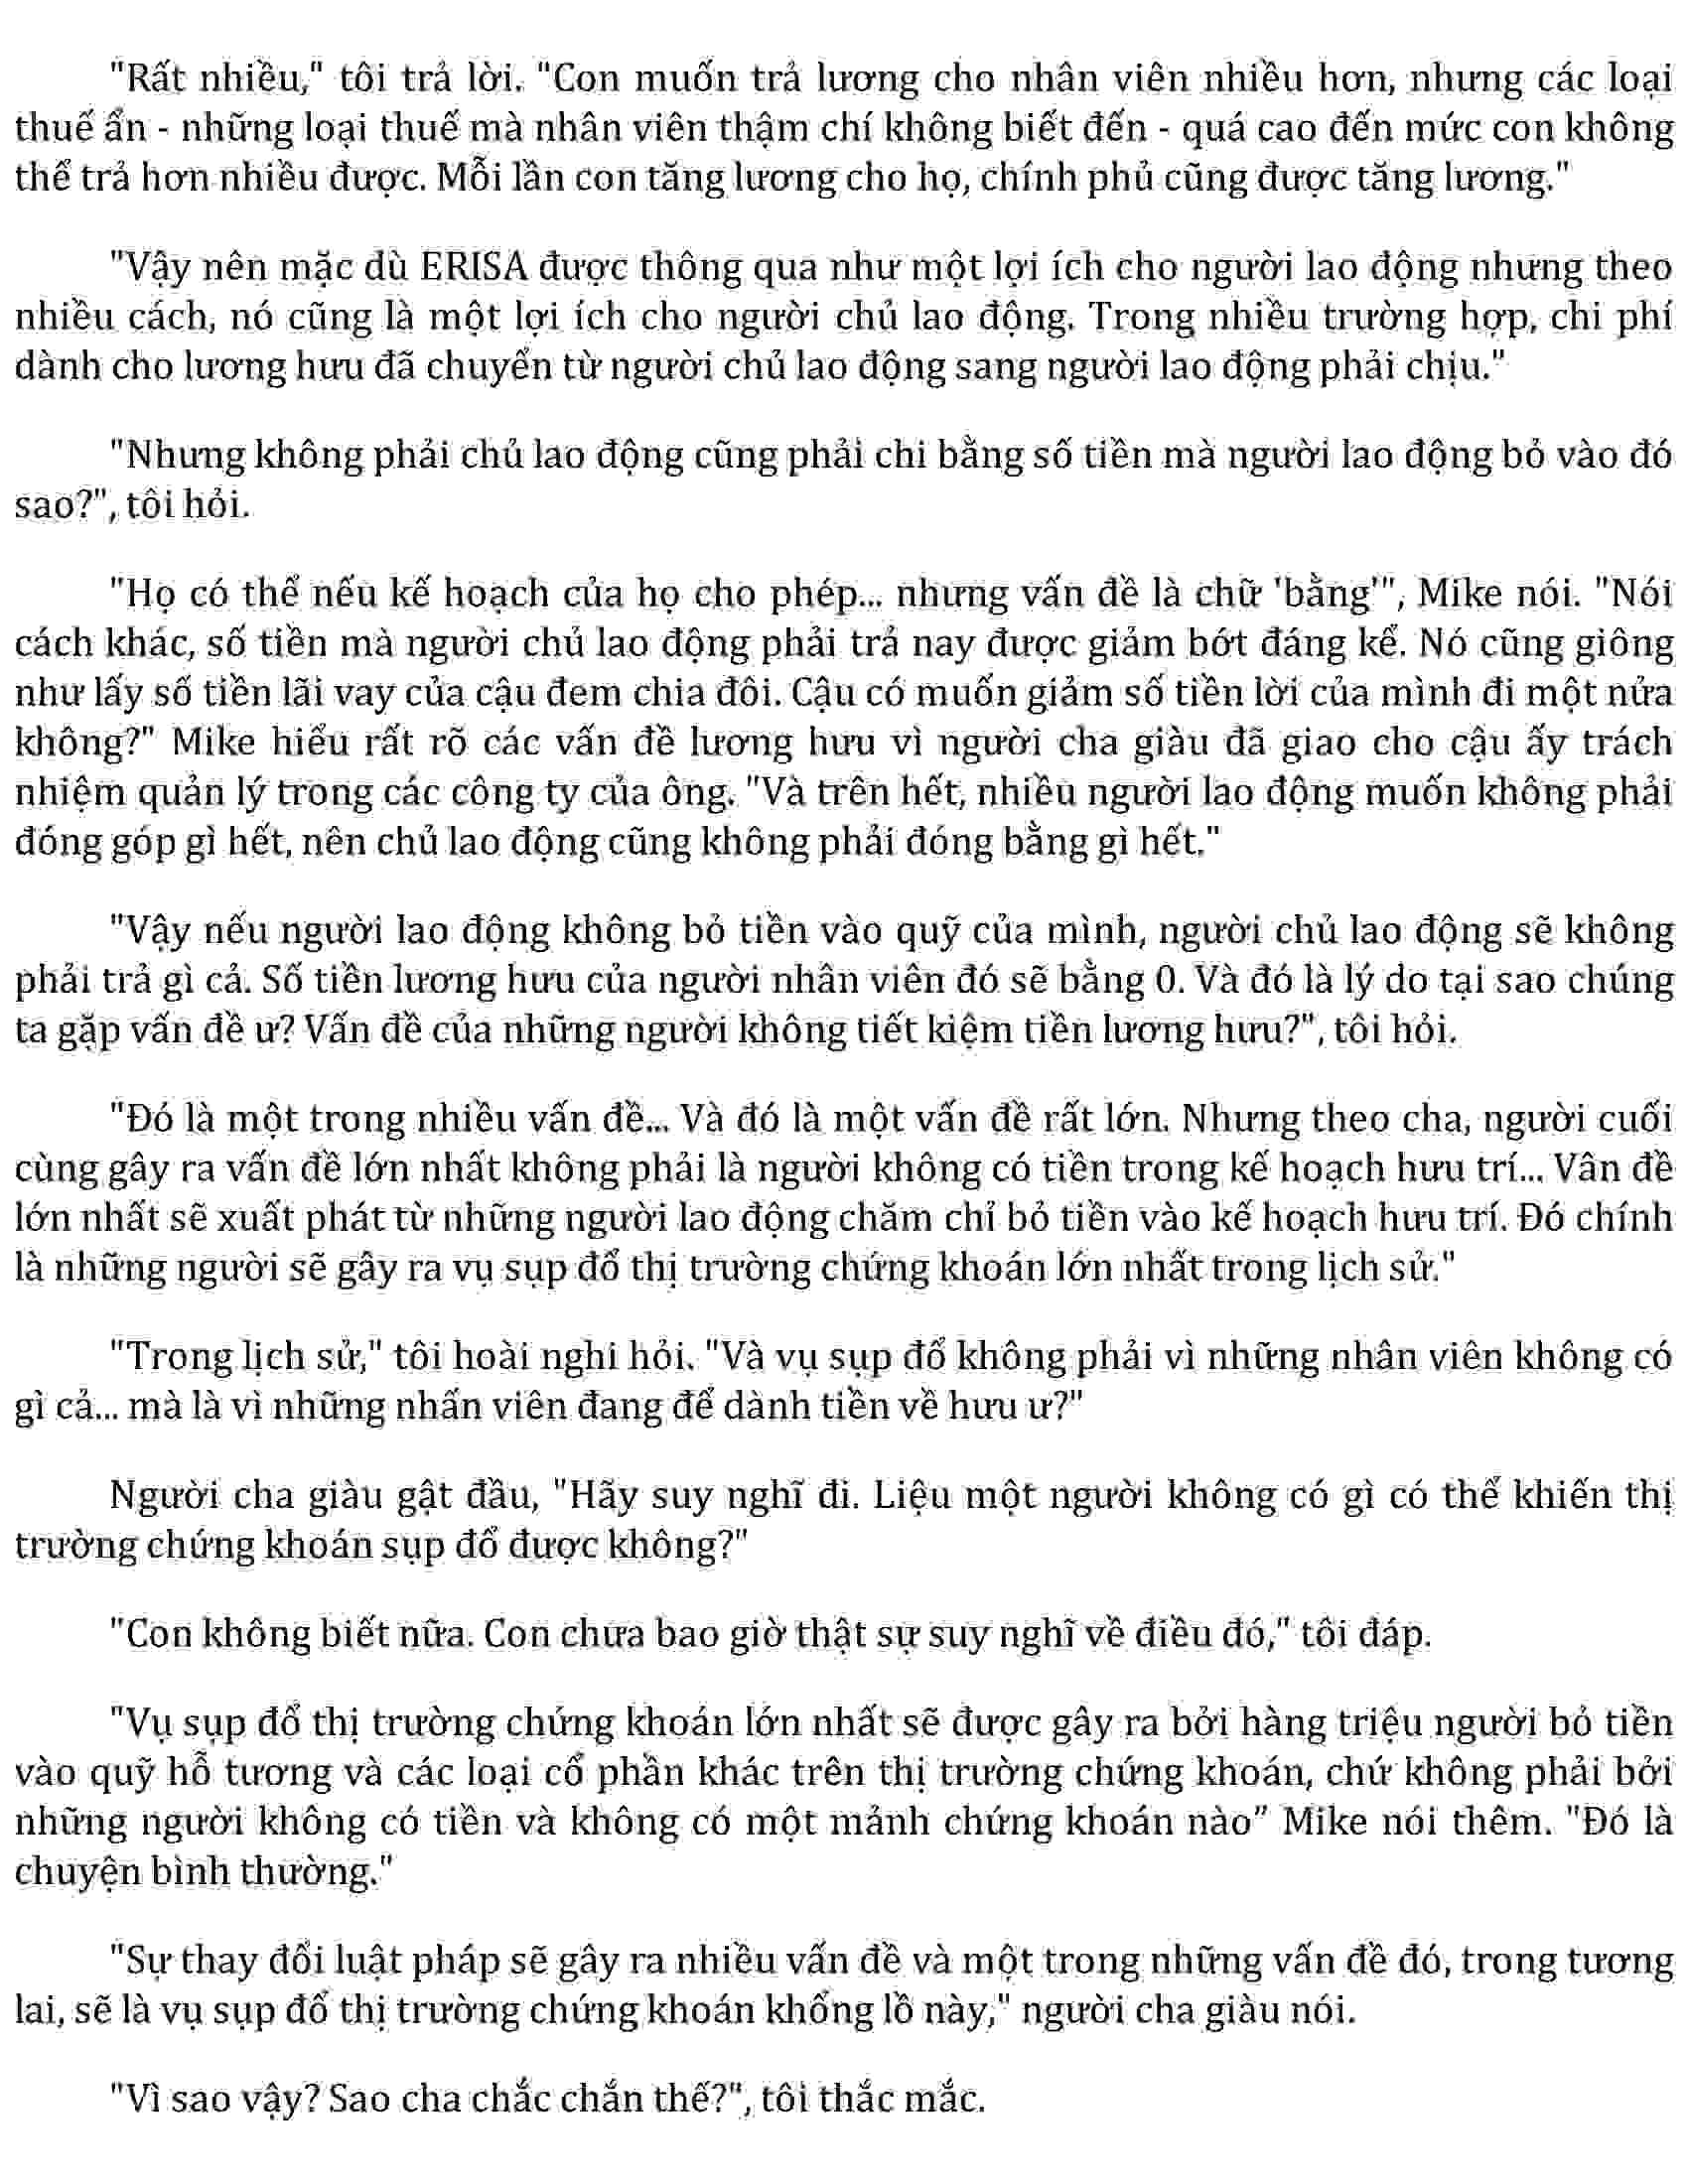 "Rất nhiều," tôi trả lời. "Con muốn trả lương cho nhân viên nhiều hơn, nhưng các loại
thuế ẩn - những loại thuế mà nhân viên thậm chí không biết đến - quá cao đến mức con không
thể trả hơn nhiều được. Mỗi lần con tăng lương cho họ, chính phủ cũng được tăng lương."
"Vậy nên mặc dù ERISA được thông qua như một lợi ích cho người lao động nhưng theo
nhiều cách, nó cũng là một lợi ích cho người chủ lao động. Trong nhiều trường hợp, chi phí
dành cho lương hưu đã chuyển từ người chủ lao động sang người lao động phải chịu."
"Nhưng không phải chủ lao động cũng phải chi bằng số tiền mà người lao động bỏ vào đó
sao?", tôi hỏi.
"Họ có thể nếu kế hoạch của họ cho phép... nhưng vấn đề là chữ 'bằng'", Mike nói. "Nói
cách khác, số tiền mà người chủ lao động phải trả nay được giảm bớt đáng kể. Nó cũng giông
như lấy số tiền lãi vay của cậu đem chia đôi. Cậu có muốn giảm số tiền lời của mình đi một nửa
không?" Mike hiểu rất rõ các vấn đề lương hưu vì người cha giàu đã giao cho cậu ấy trách
nhiệm quản lý trong các công ty của ông. "Và trên hết, nhiều người lao động muốn không phải
đóng góp gì hết, nên chủ lao động cũng không phải đóng bằng gì hết."
"Vậy nếu người lao động không bỏ tiền vào quỹ của mình, người chủ lao động sẽ không
phải trả gì cả. Số tiền lương hưu của người nhân viên đó sẽ bằng 0. Và đó là lý do tại sao chúng
ta gặp vấn đề ư? Vấn đề của những người không tiết kiệm tiền lương hưu?", tôi hỏi.
"Đó là một trong nhiều vấn đề... Và đó là một vấn đề rất lớn. Nhưng theo cha, người cuối
cùng gây ra vấn đề lớn nhất không phải là người không có tiền trong kế hoạch hưu trí... Vân đề
lớn nhất sẽ xuất phát từ những người lao động chăm chỉ bỏ tiền vào kế hoạch hưu trí. Đó chính
là những người sẽ gây ra vụ sụp đổ thị trường chứng khoán lớn nhất trong lịch sử."
"Trong lịch sử," tôi hoài nghi hỏi. "Và vụ sụp đổ không phải vì những nhân viên không có
gì cả... mà là vì những nhấn viên đang để dành tiền về hưu ư?"
Người cha giàu gật đầu, "Hãy suy nghĩ đi. Liệu một người không có gì có thể khiến thị
trường chứng khoán sụp đổ được không?"
"Con không biết nữa. Con chưa bao giờ thật sự suy nghĩ về điều đó," tôi đáp.
"Vụ sụp đổ thị trường chứng khoán lớn nhất sẽ được gây ra bởi hàng triệu người bỏ tiền
vào quỹ hỗ tương và các loại cổ phần khác trên thị trường chứng khoán, chứ không phải bởi
những người không có tiền và không có một mảnh chứng khoán nào" Mike nói thêm. "Đó là
chuyện bình thường."
"Sự thay đổi luật pháp sẽ gây ra nhiều vấn đề và một trong những vấn đề đó, trong tương
lai, sẽ là vụ sụp đổ thị trường chứng khoán khổng lồ này," người cha giàu nói.
"Vì sao vậy? Sao cha chắc chắn thế?", tôi thắc mắc.